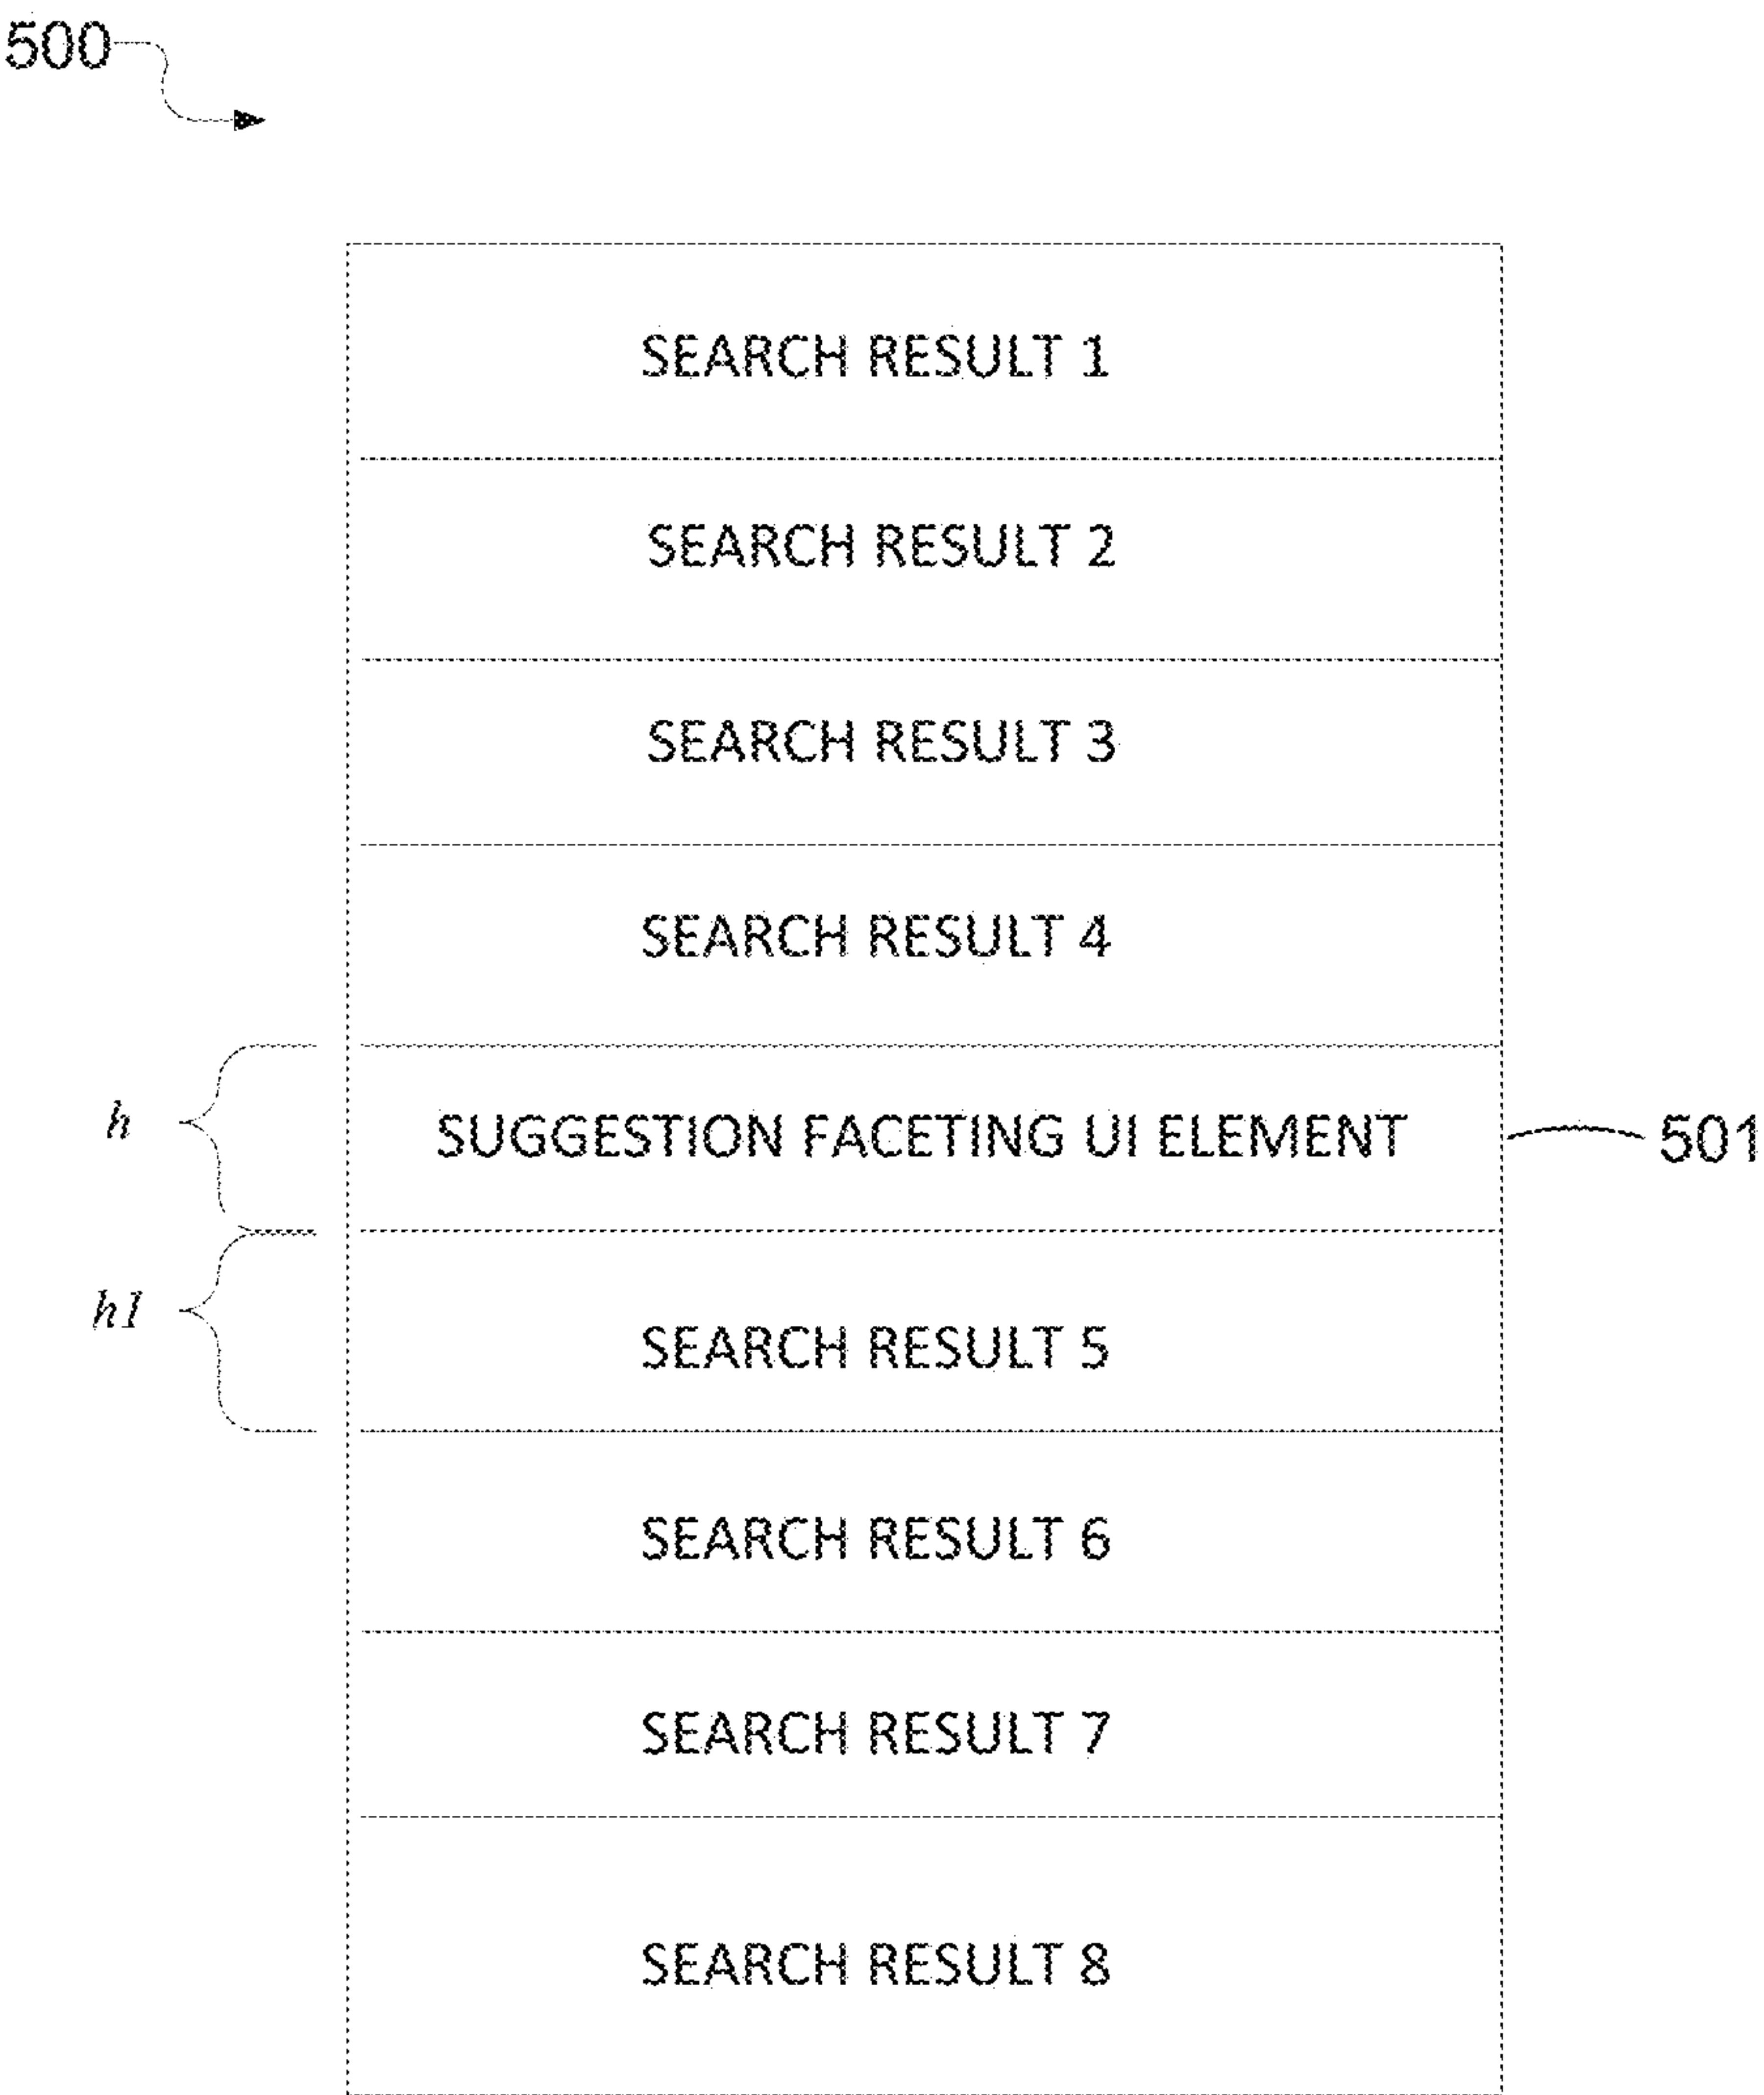 500
SEARCH RESULT 1
SEARCH RESULT 2
SEARCH RESULT 3
SEARCH RESULT 4
h
SUGGESTION FACETING UI ELEMENT
501
h1
SEARCH RESULT 5
SEARCH RESULT 6
SEARCH RESULT 7
SEARCH RESULT 8